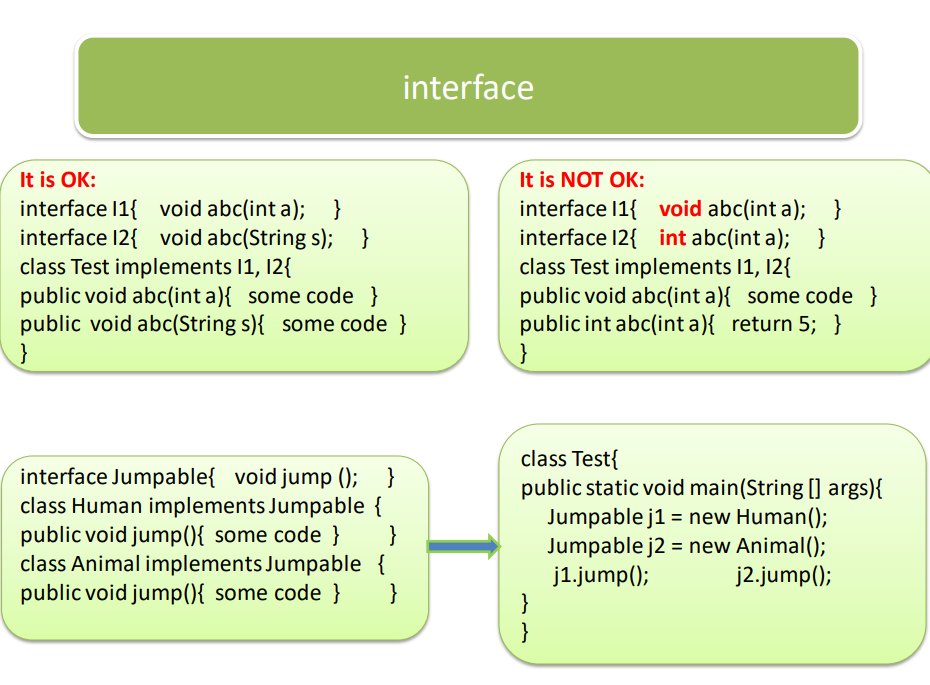 interface
It is OK:
interface I1{ void abc(int a); }
interface I2{ void abc(String s); }
class Test implements I1, I2{
public void abc(int a){ some code }
public void abc(String s){ some code }
}
It is NOT OK:
interface I1{ void abc(int a); }
interface I2{ int abc(int a); }
class Test implements I1, I2{
public void abc(int a){ some code }
public int abc(int a){ return 5; }
}
interface Jumpable{ void jump (); }
class Human implements Jumpable {
public void jump(){ some code } }
class Animal implements Jumpable {
public void jump(){ some code } }
class Test{
public static void main(String [] args){
Jumpable j1 = new Human();
Jumpable j2 = new Animal();
j1.jump(); j2.jump();
}
}